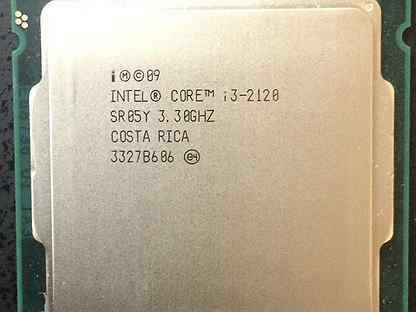 i Ⓜ©09
INTEL® CORE™ i3-2120
SR05Y 3.30GHZ
COSTA RICA
3327B606 e4